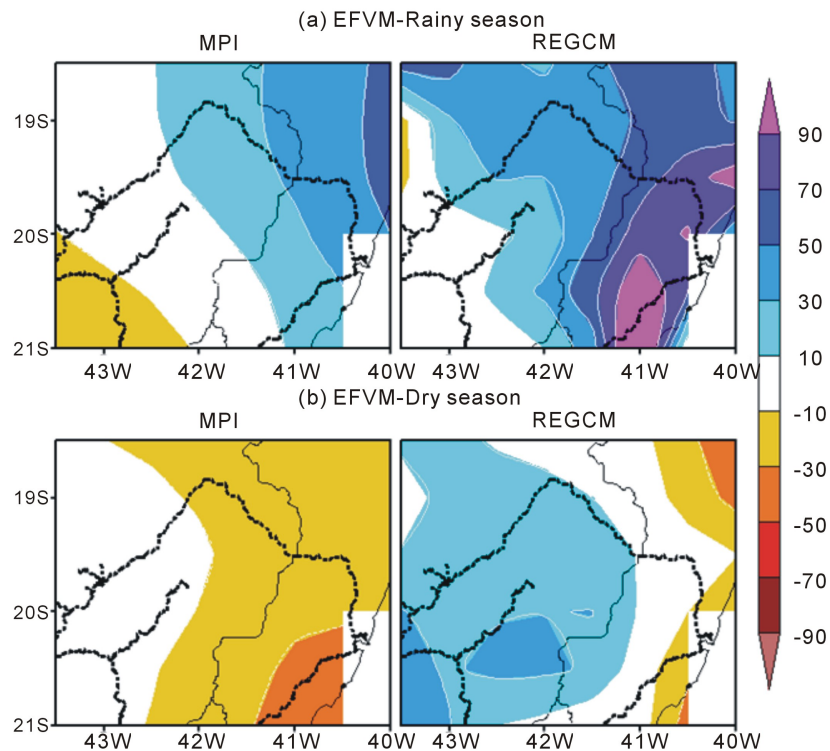 (a) EFVM-Rainy season
MPI REGCM
19S
20S
21S
43W 42W 41W 40W
43W 42W 41W 40W
(b) EFVM-Dry season
MPI REGCM
19S
20S
21S
43W 42W 41W 40W
43W 42W 41W 40W
90
70
50
30
10
-10
-30
-50
-70
-90